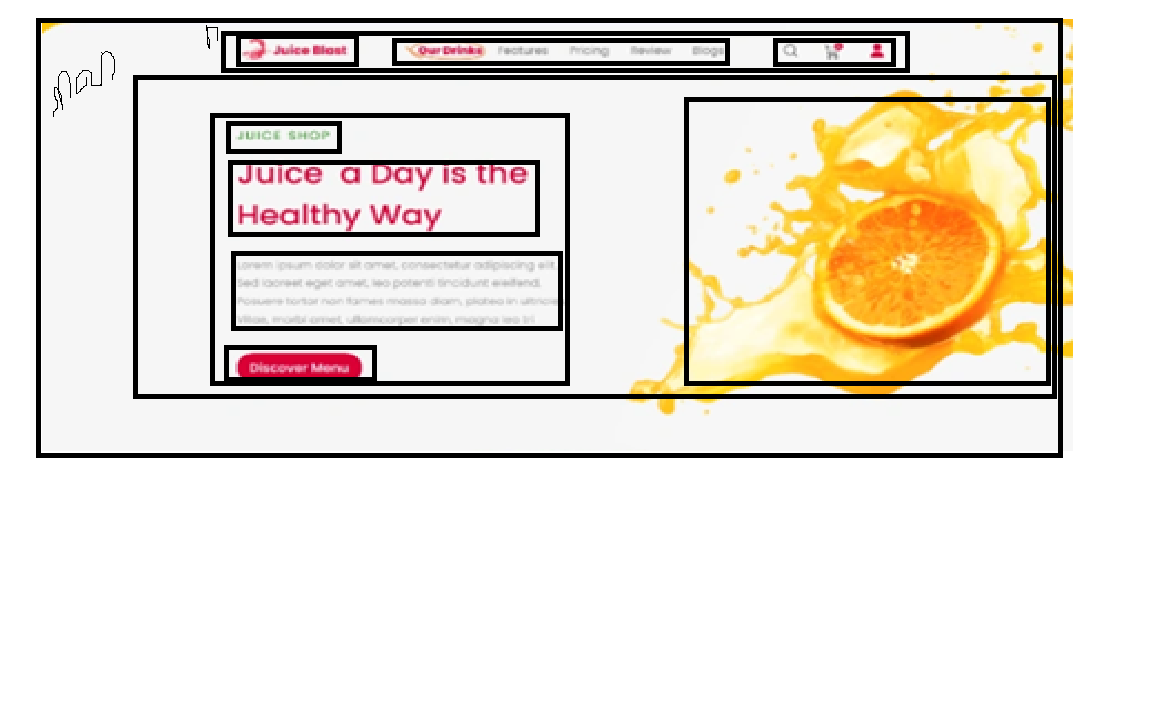 Juice Blast Our Drinks Features Pricing Review Blogs
JUICE SHOP
Juice a Day is the
Healthy Way
Lorem ipsum dolor sit amet, consectetur adipiscing elit.
Sed laoreet eget amet, leo potenti tincidunt eleifend.
Posuere tortor non fames massa diam, platea in ultricie
Vitae, morbi amet, ullamcorper enim, magna leo
Discover Menu